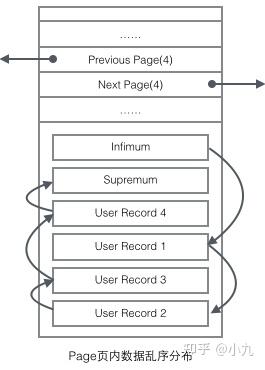 ……
Previous Page(4)
Next Page(4)
……
Infimum
Supremum
User Record 4
User Record 1
User Record 3
User Record 2
知乎 @小九
Page页内数据乱序分布